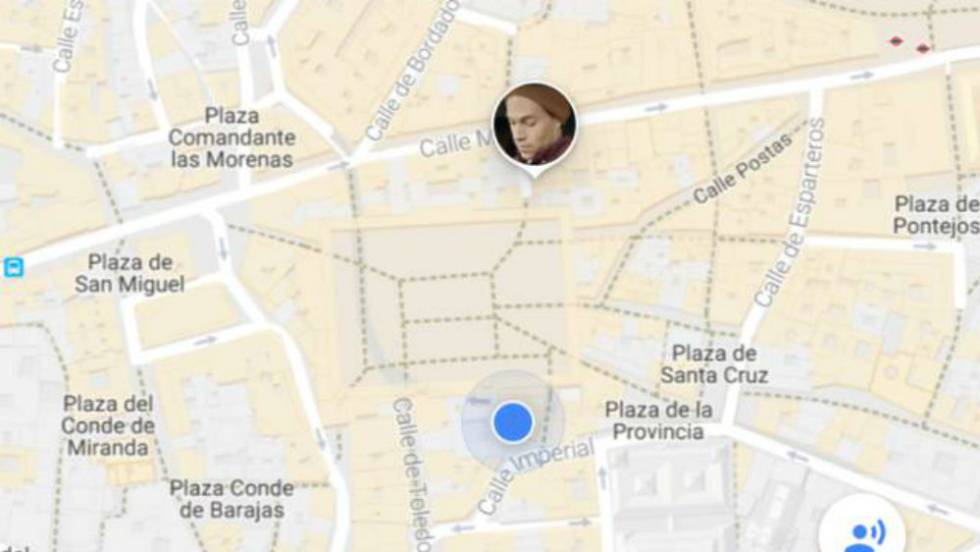 Calle Es
Calle
Calle de Bordado
Plaza
Comandante
las Morenas
Calle M
Calle Postas
Calle de Esparteros
Plaza de
Pontejos
Plaza de
San Miguel
Plaza de
Santa Cruz
Plaza del
Conde de
Miranda
Calle de Toledo
Plaza de la
Provincia
Calle Imperial
Plaza Conde
de Barajas